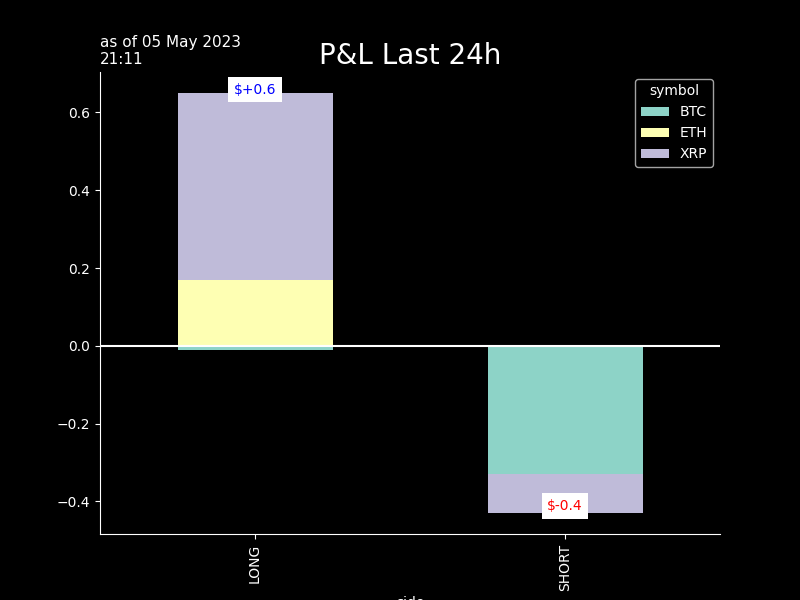 as of 05 May 2023
21:11
P&L Last 24h
symbol
BTC
ETH
XRP
$+0.6
$-0.4
0.6
0.4
0.2
0.0
−0.2
−0.4
LONG
SHORT
side